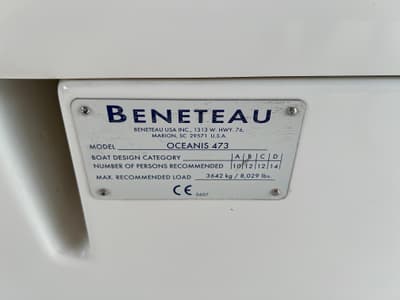 BENETEAU
BENETEAU USA INC., 1313 W. HWY. 76,
MARION, SC 29571 U.S.A.
MODEL OCEANIS 473
BOAT DESIGN CATEGORY A B C D
NUMBER OF PERSONS RECOMMENDED 10 12 12 14
MAX. RECOMMENDED LOAD 3642 kg / 8,029 lbs.
CE 0607